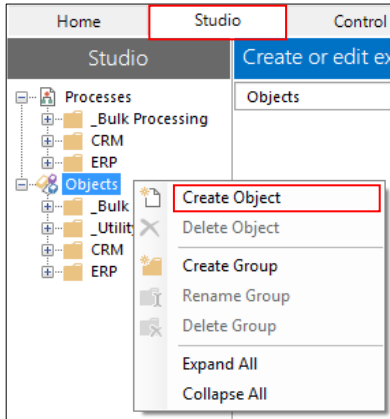 Home Studio Control
Studio
Create or edit ex
Processes
Objects
_Bulk Processing
CRM
ERP
Objects
_Bulk
_Utilit
CRM
ERP
Create Object
Delete Object
Create Group
Rename Group
Delete Group
Expand All
Collapse All